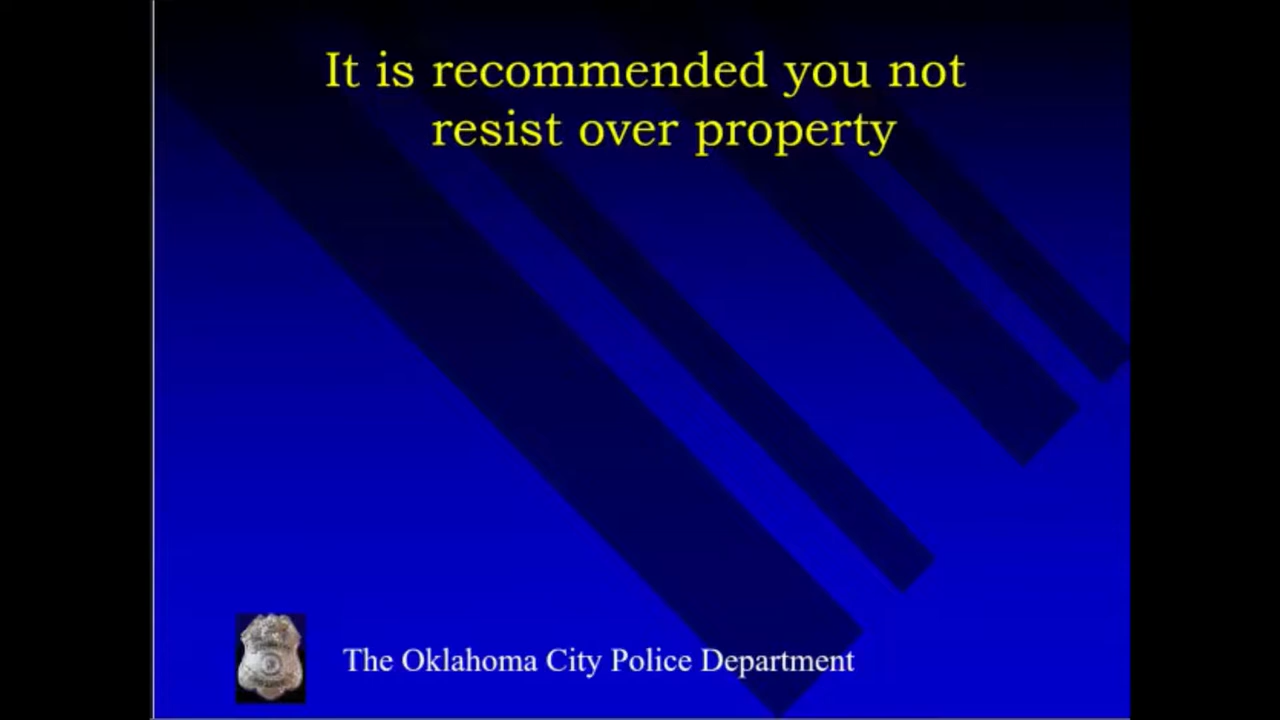 It is recommended you not
resist over property
The Oklahoma City Police Department